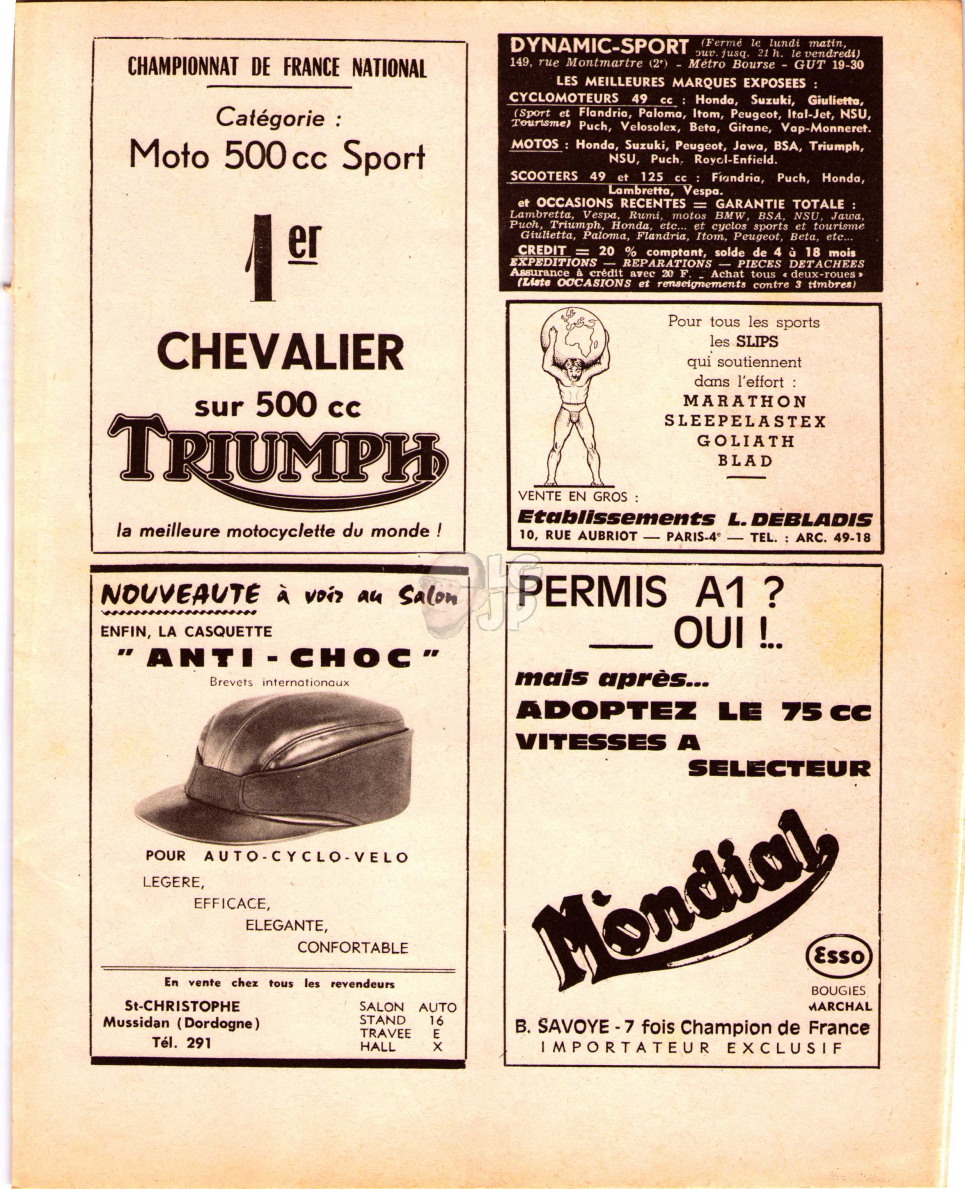 CHAMPIONNAT DE FRANCE NATIONAL
Catégorie :
Moto 500 cc Sport
1er
CHEVALIER
sur 500 cc
TRIUMPH
la meilleure motocyclette du monde !
DYNAMIC-SPORT (Fermé le lundi matin,
ouv. jusq. 21 h. le vendredi)
149, rue Montmartre (2e) - Métro Bourse - GUT 19-30
LES MEILLEURES MARQUES EXPOSEES :
CYCLOMOTEURS 49 cc : Honda, Suzuki, Giulietta,
(Sport et Flandria, Paloma, Itom, Peugeot, Ital-Jet, NSU,
Tourisme) Puch, Velosolex, Beta, Gitane, Vap-Monneret.
MOTOS : Honda, Suzuki, Peugeot, Jawa, BSA, Triumph,
NSU, Puch. Royal-Enfield.
SCOOTERS 49 et 125 cc : Flandria, Puch, Honda,
Lambretta, Vespa.
et OCCASIONS RECENTES = GARANTIE TOTALE :
Lambretta, Vespa, Rumi, motos BMW, BSA, NSU, Jawa,
Puch, Triumph, Honda, etc... et cyclos sports et tourisme
Giulietta, Paloma, Flandria, Itom, Peugeot, Beta, etc...
CREDIT = 20 % comptant, solde de 4 à 18 mois
EXPEDITIONS — REPARATIONS — PIECES DETACHEES
Assurance à crédit avec 20 F. - Achat tous « deux-roues »
(Liste OCCASIONS et renseignements contre 3 timbres)
Pour tous les sports
les SLIPS
qui soutiennent
dans l'effort :
MARATHON
SLEEPELASTEX
GOLIATH
BLAD
VENTE EN GROS :
Etablissements L. DEBLADIS
10, RUE AUBRIOT — PARIS-4e — TEL. : ARC. 49-18
NOUVEAUTE à voir au Salon
ENFIN, LA CASQUETTE
" ANTI-CHOC "
Brevets internationaux
POUR AUTO-CYCLO-VELO
LEGERE,
EFFICACE,
ELEGANTE,
CONFORTABLE
En vente chez tous les revendeurs
St-CHRISTOPHE
Mussidan (Dordogne)
Tél. 291
SALON AUTO
STAND 16
TRAVEE E
HALL X
LG
JP
PERMIS A1 ?
— OUI !..
mais après...
ADOPTEZ LE 75 CC
VITESSES A
SELECTEUR
Mondial
Esso
BOUGIES
MARCHAL
B. SAVOYE - 7 fois Champion de France
IMPORTATEUR EXCLUSIF